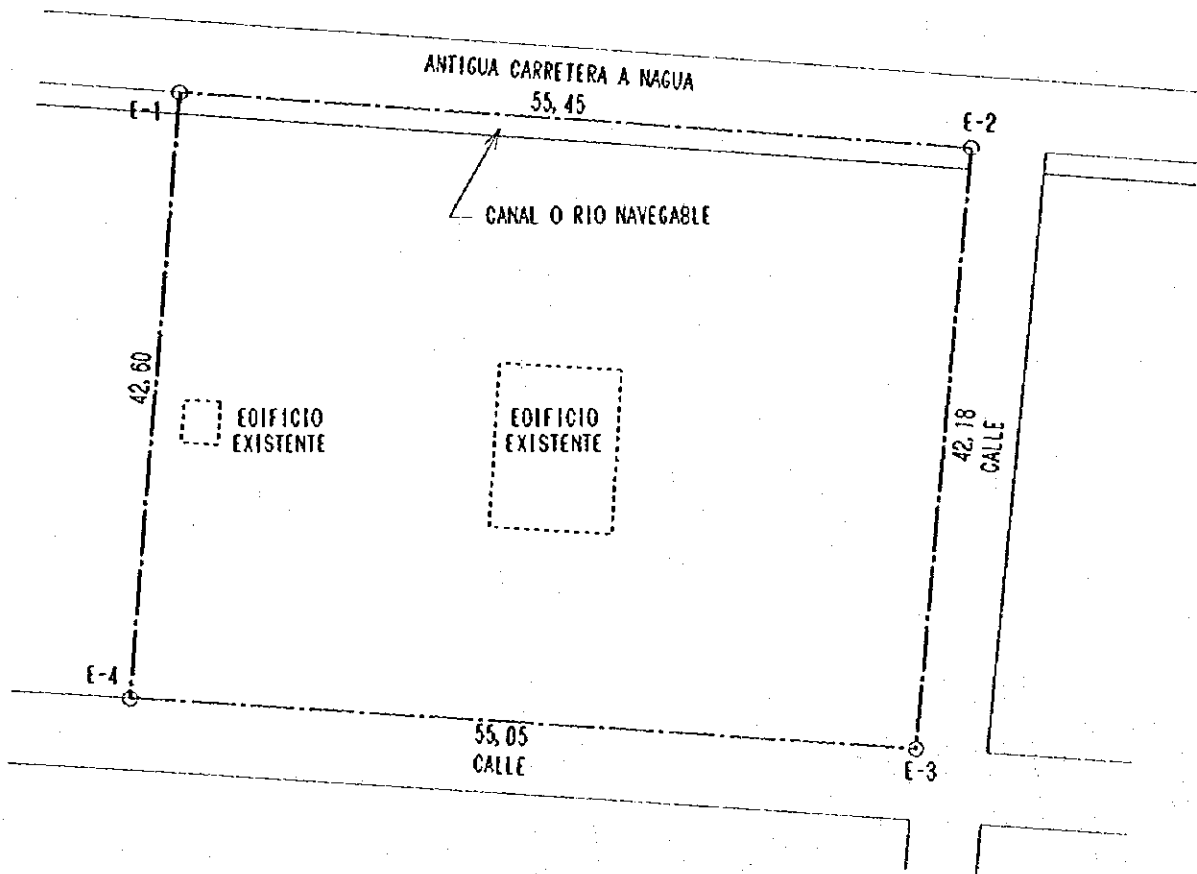 ANTIGUA CARRETERA A NAGUA
55,45
E-1
E-2
CANAL O RIO NAVEGABLE
42,60
EDIFICIO
EXISTENTE
EDIFICIO
EXISTENTE
42,18
CALLE
E-4
55,05
CALLE
E-3